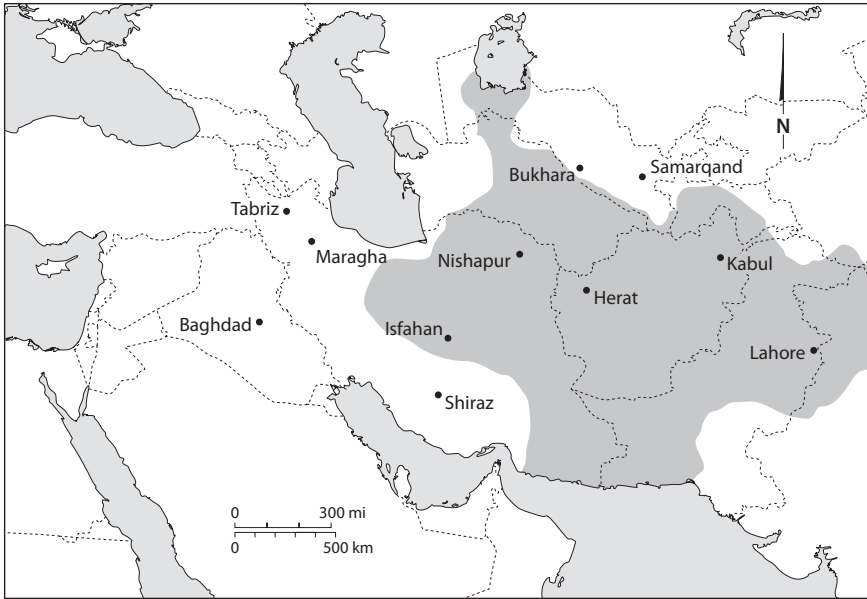 N
Samarqand
Bukhara
Tabriz
Maragha
Nishapur
Kabul
Herat
Baghdad
Isfahan
Lahore
Shiraz
0 300 mi
0 500 km